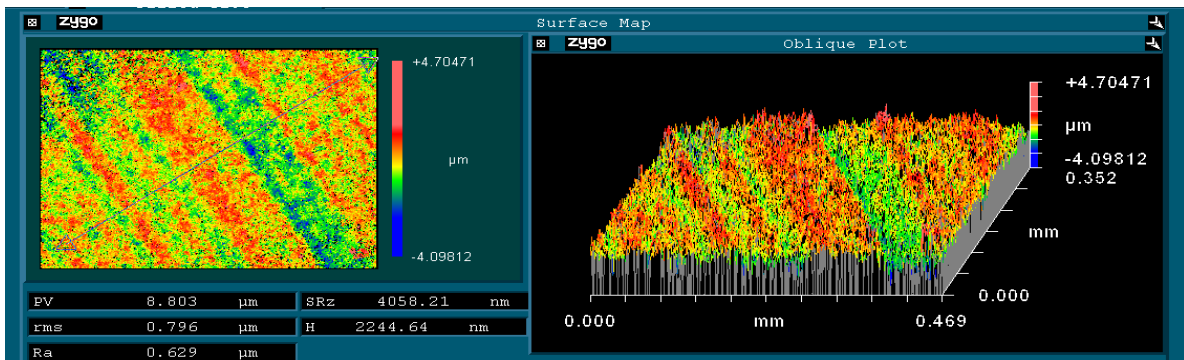 zygo Surface Map
zygo Oblique Plot
+4.70471
µm
-4.09812
+4.70471
µm
-4.09812
0.352
mm
0.000
0.000 mm 0.469
PV 8.803 µm SRz 4058.21 nm
rms 0.796 µm H 2244.64 nm
Ra 0.629 µm